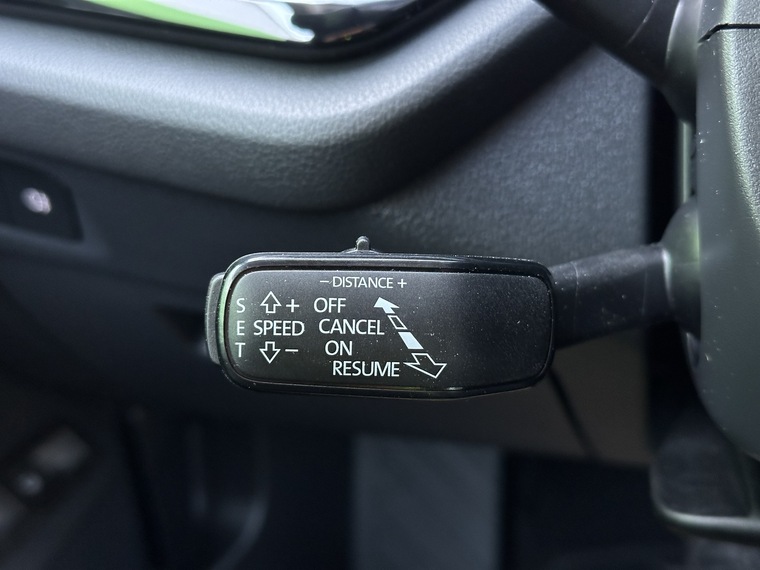 − DISTANCE +
S + OFF
E SPEED CANCEL
T − ON
RESUME